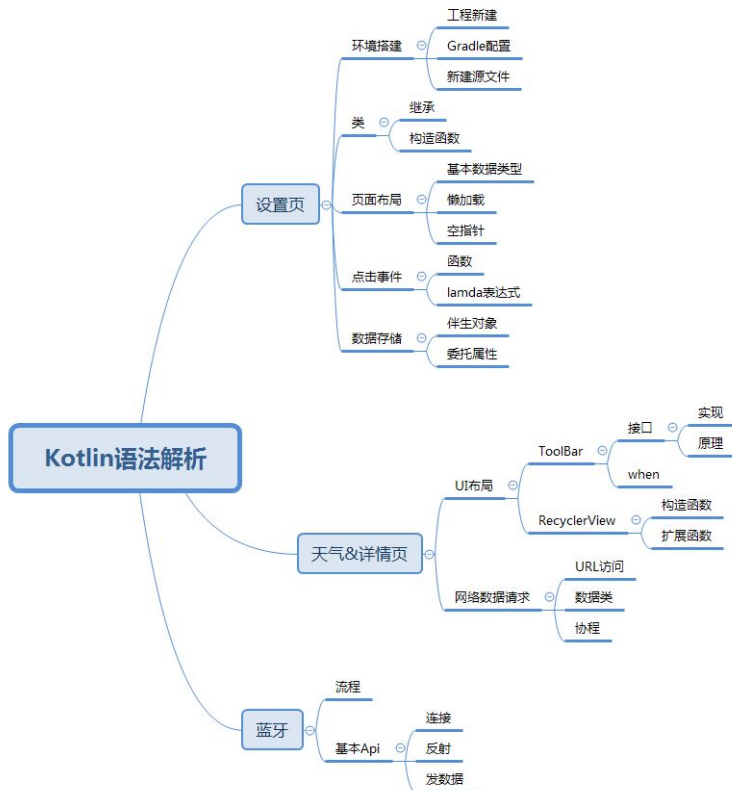 Kotlin语法解析
设置页
环境搭建
工程新建
Gradle配置
新建源文件
类
继承
构造函数
页面布局
基本数据类型
懒加载
空指针
点击事件
函数
lamda表达式
数据存储
伴生对象
委托属性
天气&详情页
UI布局
ToolBar
接口
实现
原理
when
RecyclerView
构造函数
扩展函数
网络数据请求
URL访问
数据类
协程
蓝牙
流程
基本Api
连接
反射
发数据